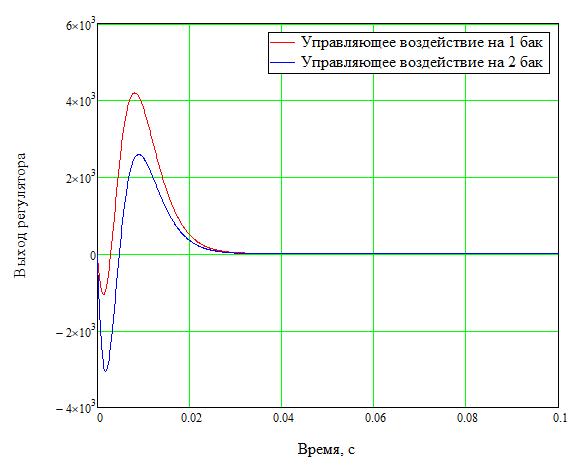 6×10³
Управляющее воздействие на 1 бак
Управляющее воздействие на 2 бак
4×10³
2×10³
0
− 2×10³
− 4×10³
Выход регулятора
0 0.02 0.04 0.06 0.08 0.1
Время, с